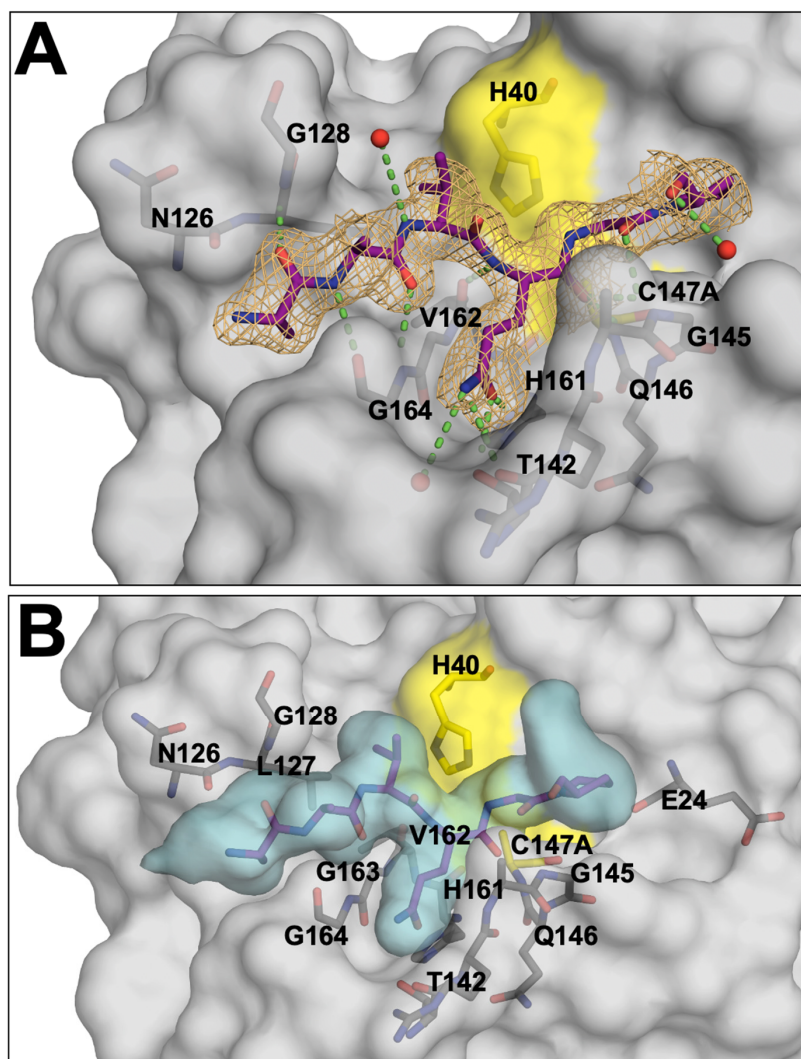 A
H40
G128
N126
C147A
V162
G145
H161
Q146
G164
T142
B
H40
G128
N126
L127
E24
V162
C147A
G163
G145
H161
G164
Q146
T142